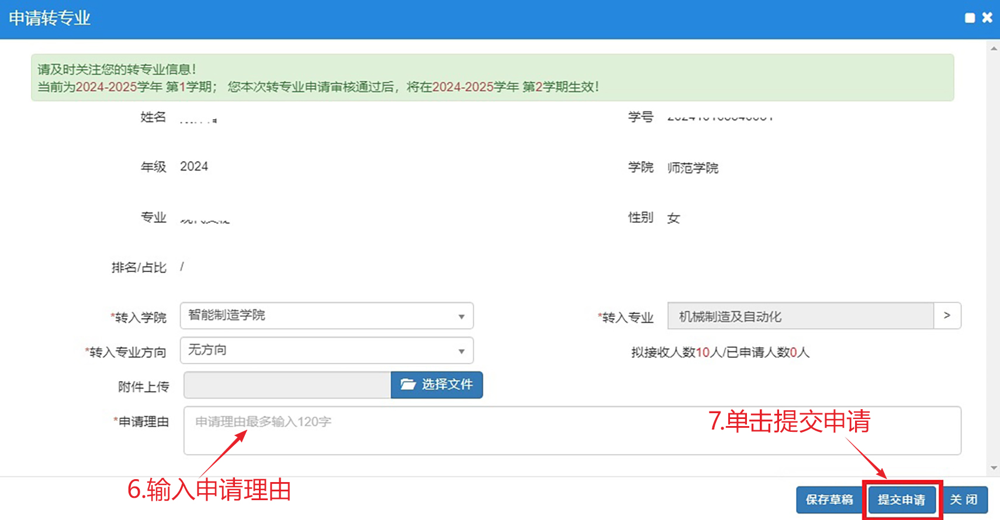 申请转专业
请及时关注您的转专业信息！
当前为2024-2025学年 第1学期； 您本次转专业申请审核通过后，将在2024-2025学年 第2学期生效！
姓名
学号
年级 2024
学院 师范学院
专业
性别 女
排名/占比 /
*转入学院 智能制造学院
*转入专业 机械制造及自动化 >
*转入专业方向 无方向
拟接收人数10人/已申请人数0人
附件上传 选择文件
*申请理由 申请理由最多输入120字
7.单击提交申请
6.输入申请理由
保存草稿 提交申请 关 闭